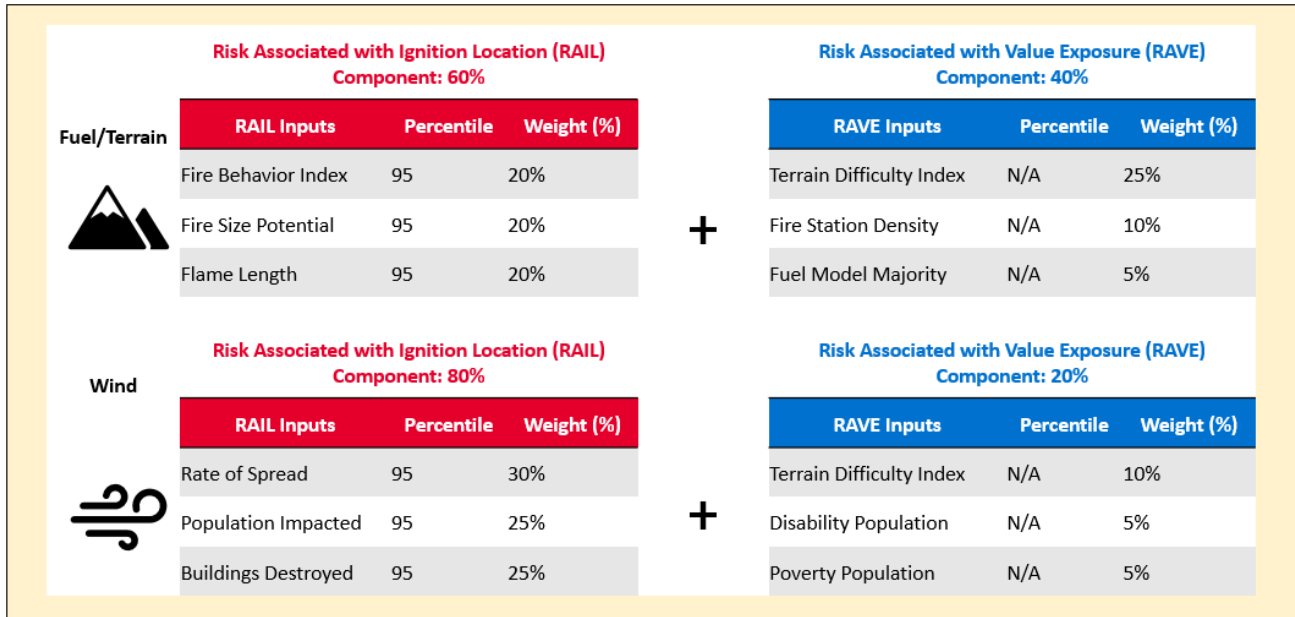 Risk Associated with Ignition Location (RAIL)
Component: 60%
Risk Associated with Value Exposure (RAVE)
Component: 40%
Fuel/Terrain
RAIL Inputs Percentile Weight (%)
Fire Behavior Index 95 20%
Fire Size Potential 95 20%
Flame Length 95 20%
+
RAVE Inputs Percentile Weight (%)
Terrain Difficulty Index N/A 25%
Fire Station Density N/A 10%
Fuel Model Majority N/A 5%
Risk Associated with Ignition Location (RAIL)
Component: 80%
Risk Associated with Value Exposure (RAVE)
Component: 20%
Wind
RAIL Inputs Percentile Weight (%)
Rate of Spread 95 30%
Population Impacted 95 25%
Buildings Destroyed 95 25%
+
RAVE Inputs Percentile Weight (%)
Terrain Difficulty Index N/A 10%
Disability Population N/A 5%
Poverty Population N/A 5%